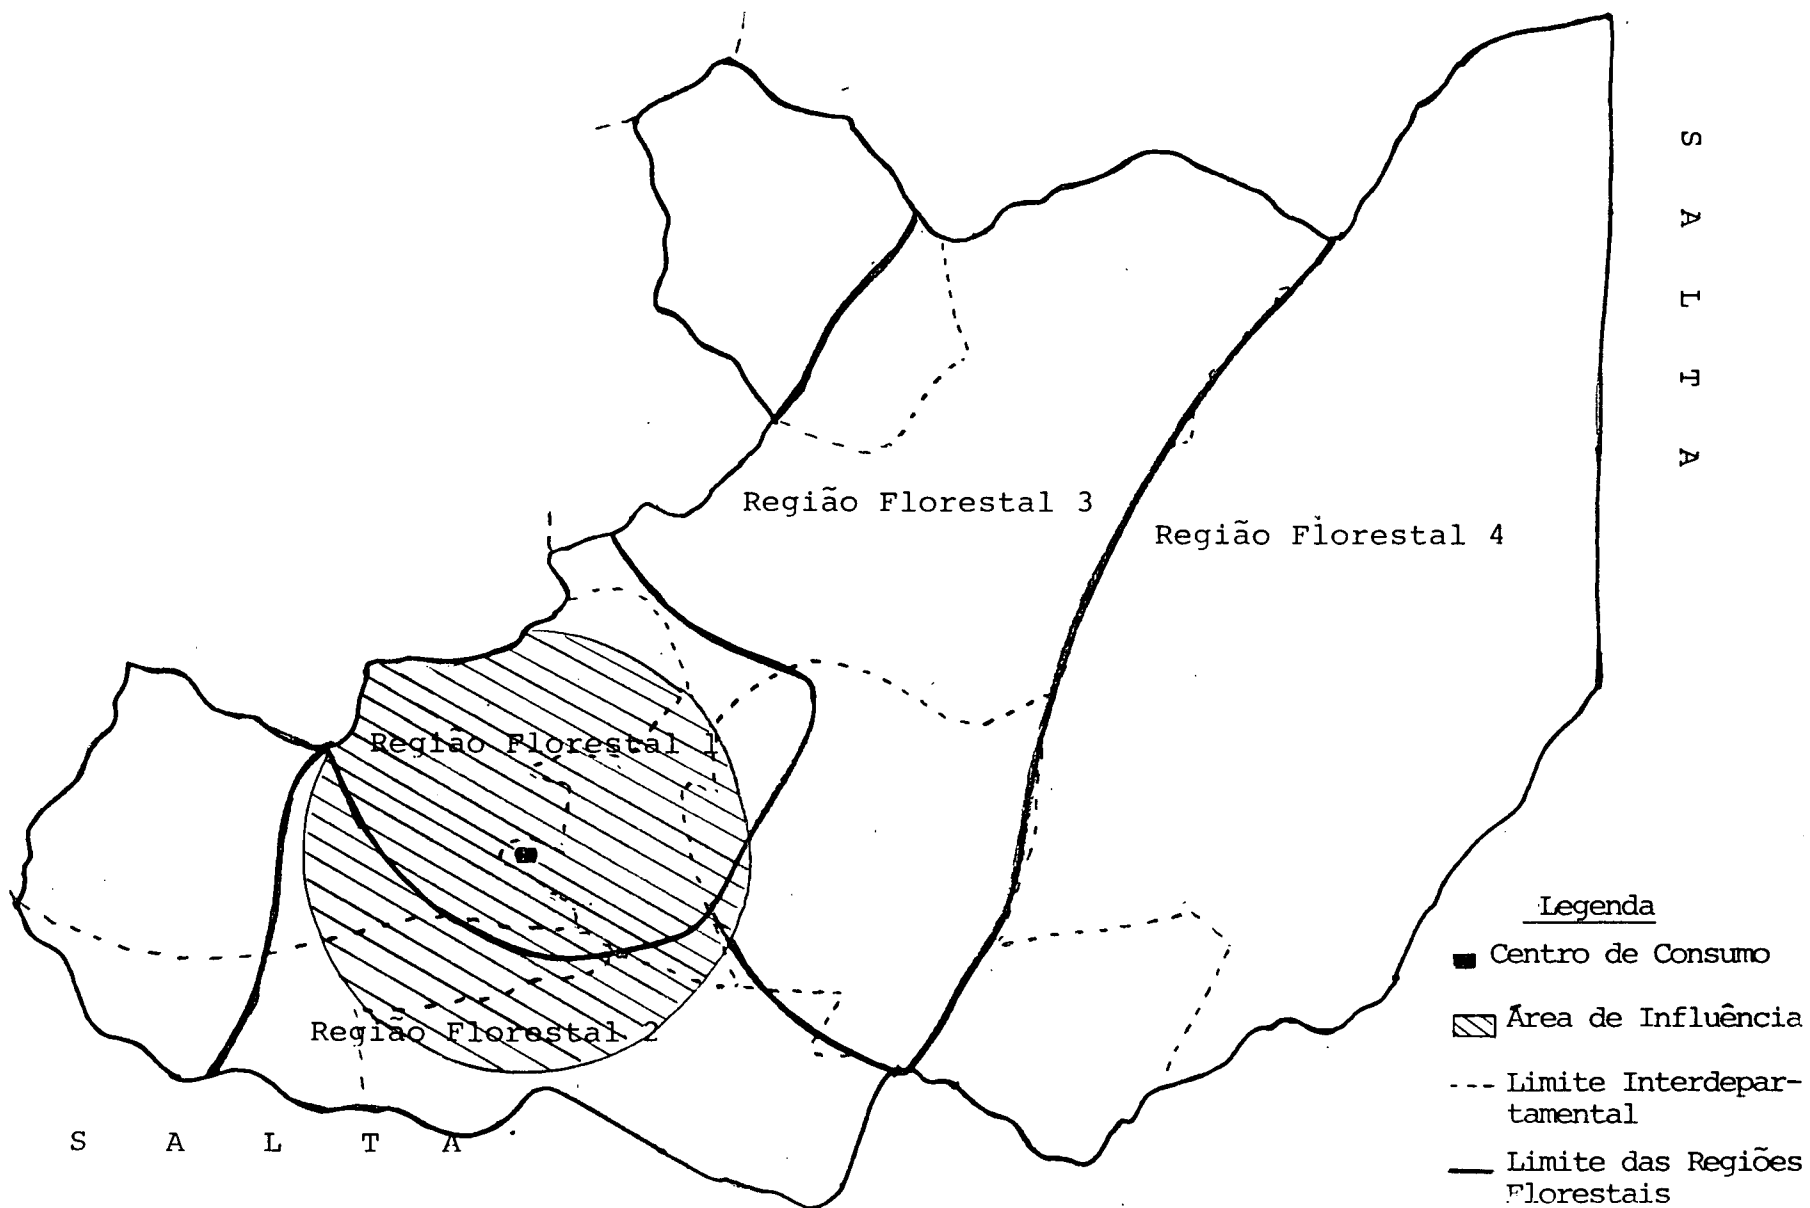 S A L T A
Região Florestal 3
Região Florestal 4
Região Florestal 1
Região Florestal 2
S A L T A
Legenda
Centro de Consumo
Área de Influência
Limite Interdepar-
tamental
Limite das Regiões
Florestais